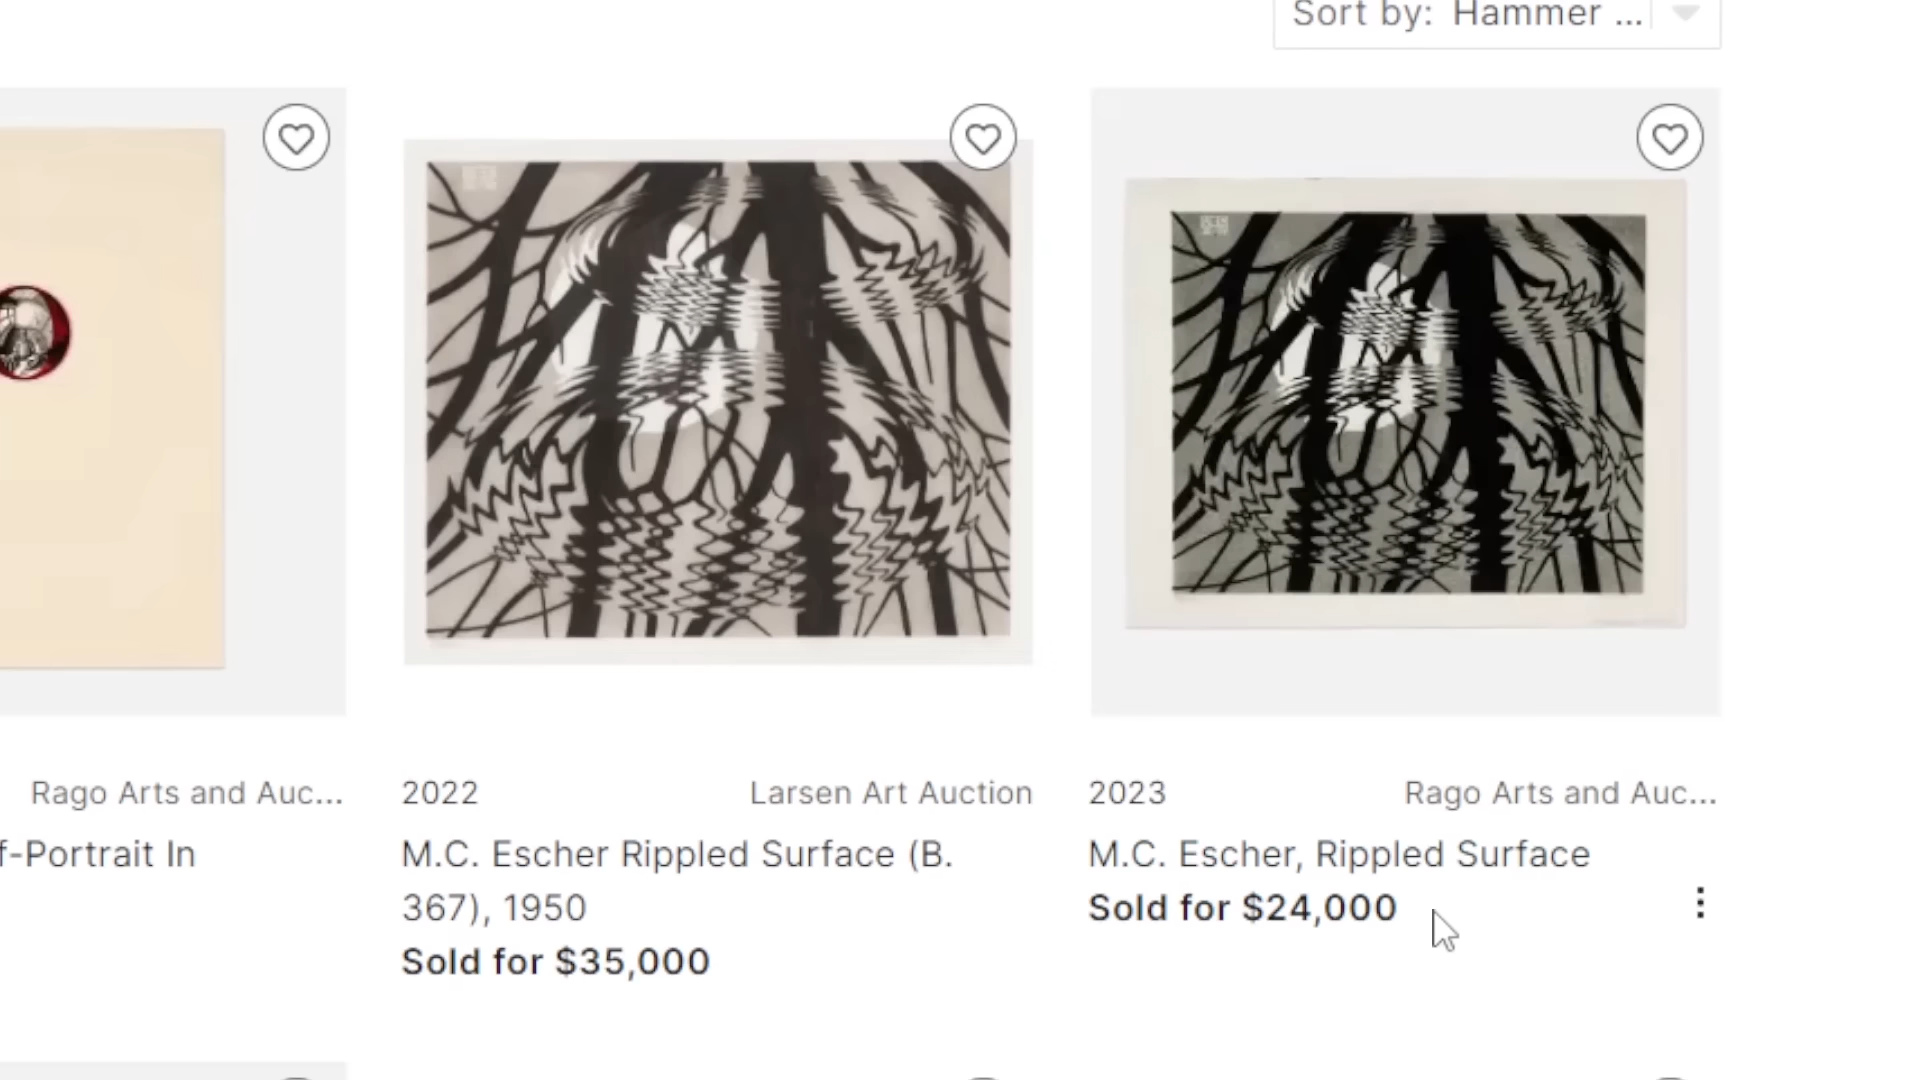 Sort by: Hammer ...
Rago Arts and Auc...
f-Portrait In
2022 Larsen Art Auction
M.C. Escher Rippled Surface (B.
367), 1950
Sold for $35,000
2023 Rago Arts and Auc...
M.C. Escher, Rippled Surface
Sold for $24,000